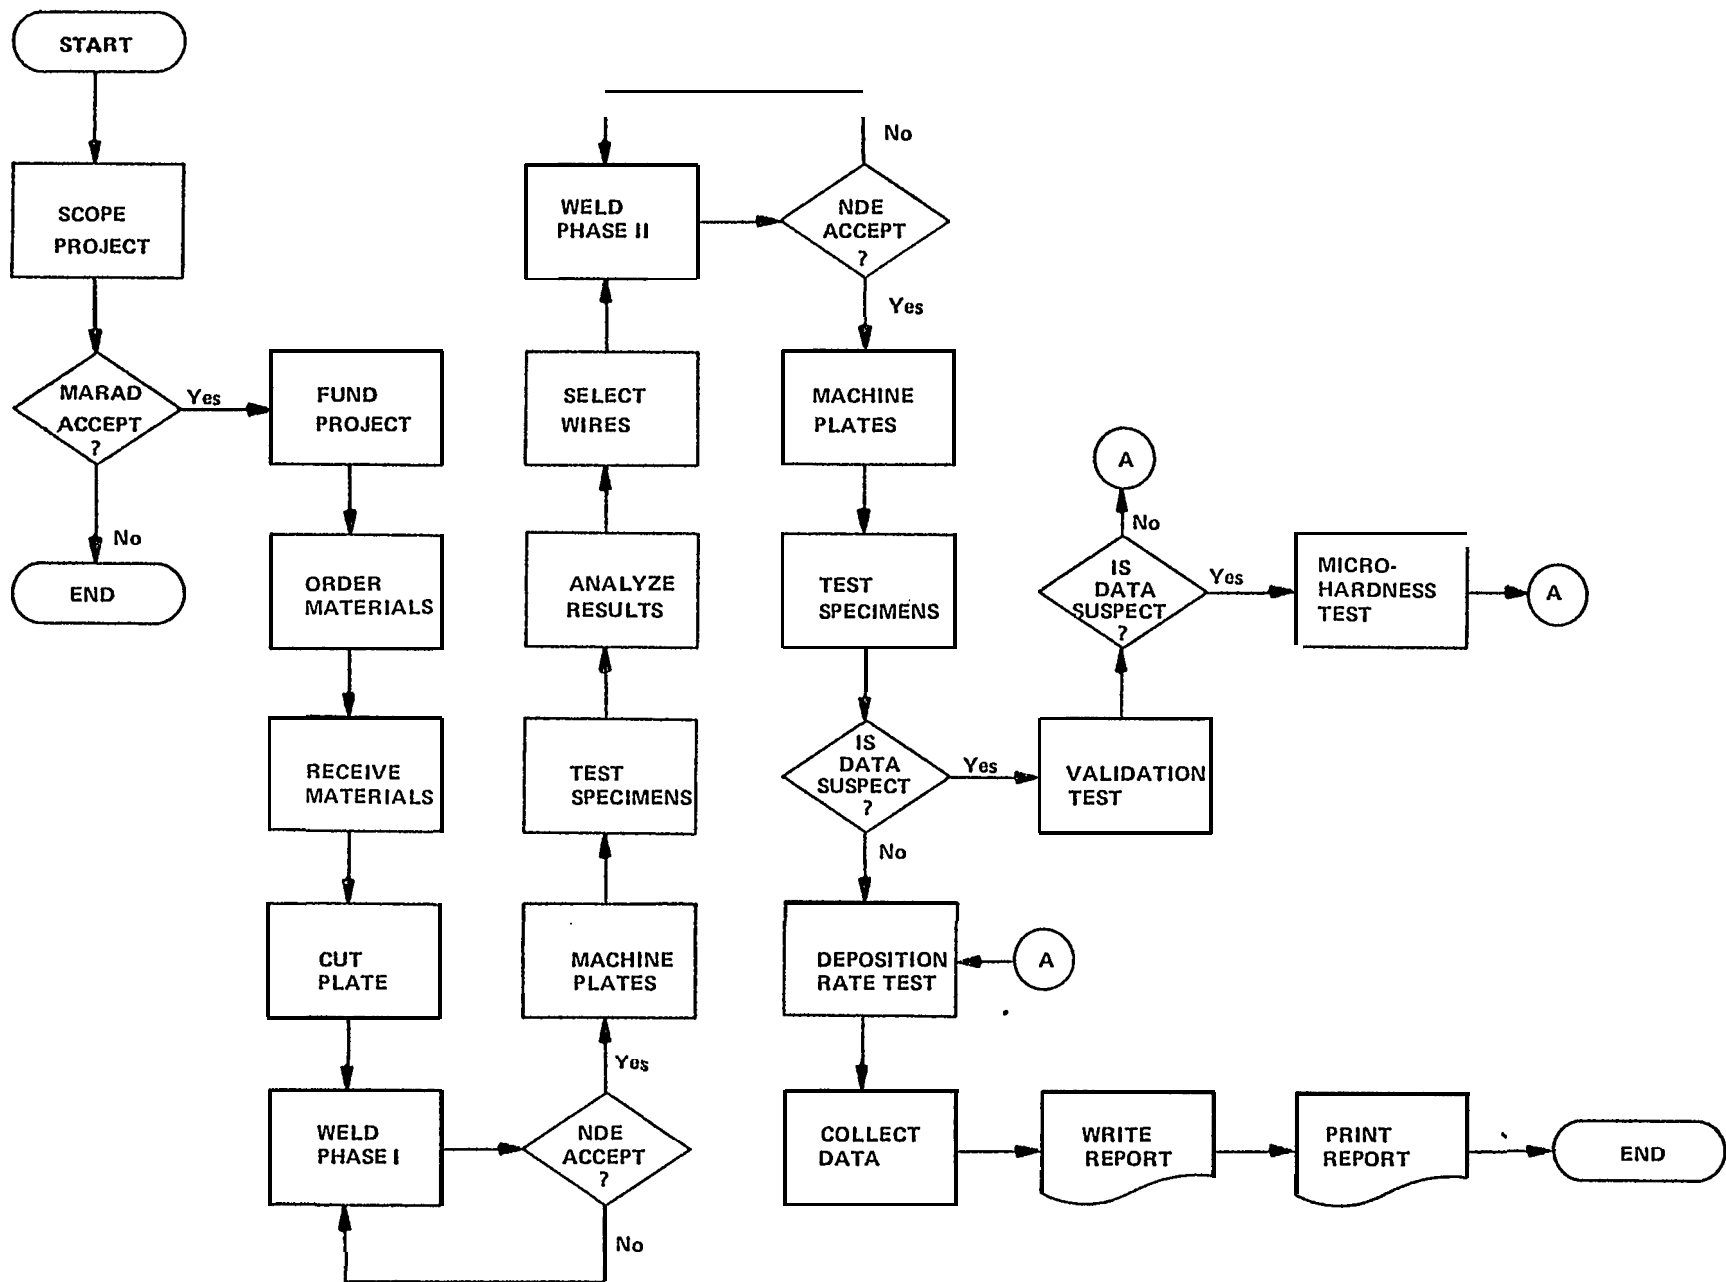 START
SCOPE
PROJECT
MARAD
ACCEPT
?
Yes
No
END
FUND
PROJECT
ORDER
MATERIALS
RECEIVE
MATERIALS
CUT
PLATE
WELD
PHASE I
NDE
ACCEPT
?
No
Yes
MACHINE
PLATES
TEST
SPECIMENS
ANALYZE
RESULTS
SELECT
WIRES
WELD
PHASE II
NDE
ACCEPT
?
No
Yes
MACHINE
PLATES
TEST
SPECIMENS
IS
DATA
SUSPECT
?
Yes
No
VALIDATION
TEST
IS
DATA
SUSPECT
?
No
A
Yes
MICRO-
HARDNESS
TEST
A
DEPOSITION
RATE TEST
A
COLLECT
DATA
WRITE
REPORT
PRINT
REPORT
END